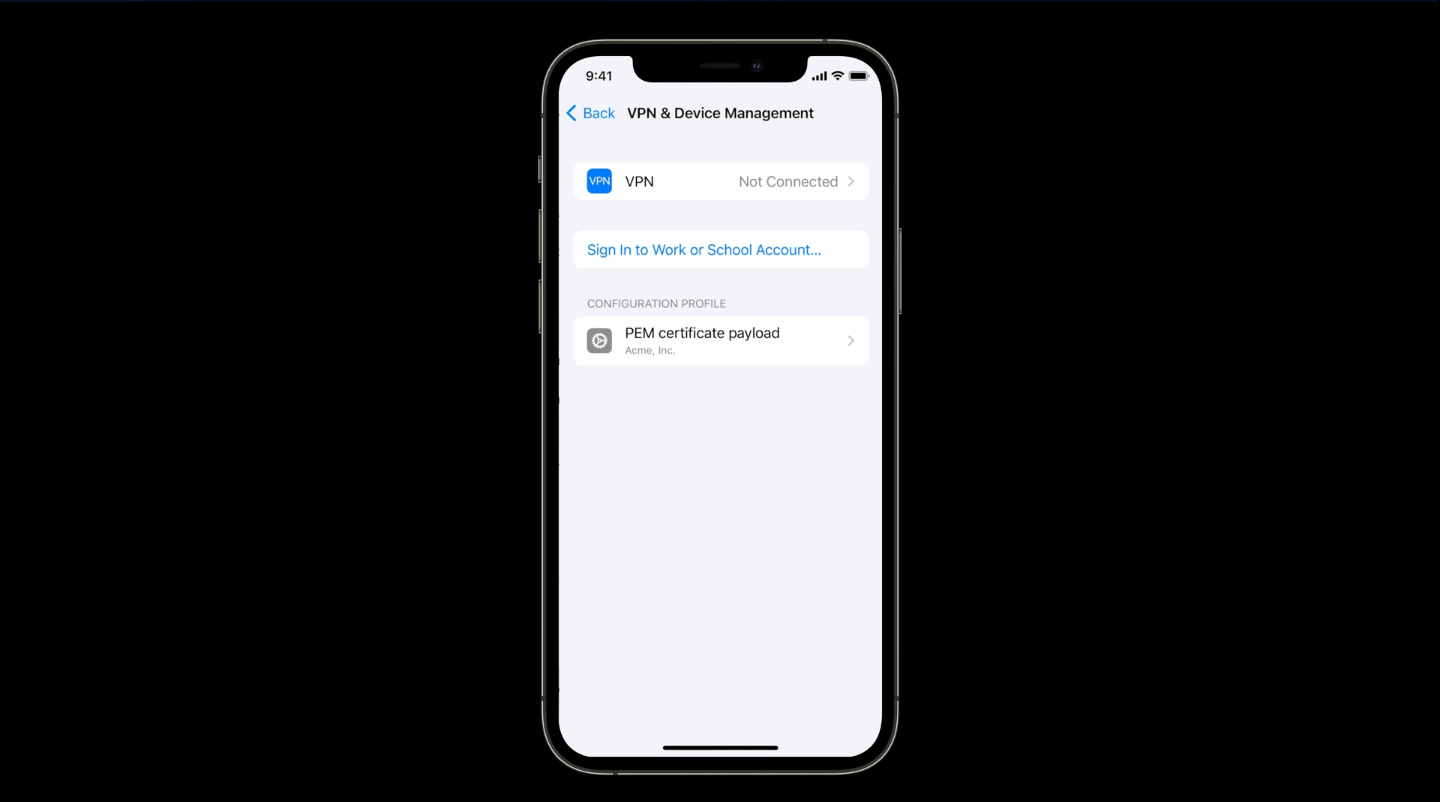 9:41
Back VPN & Device Management
VPN VPN Not Connected
Sign In to Work or School Account...
CONFIGURATION PROFILE
PEM certificate payload
Acme, Inc.